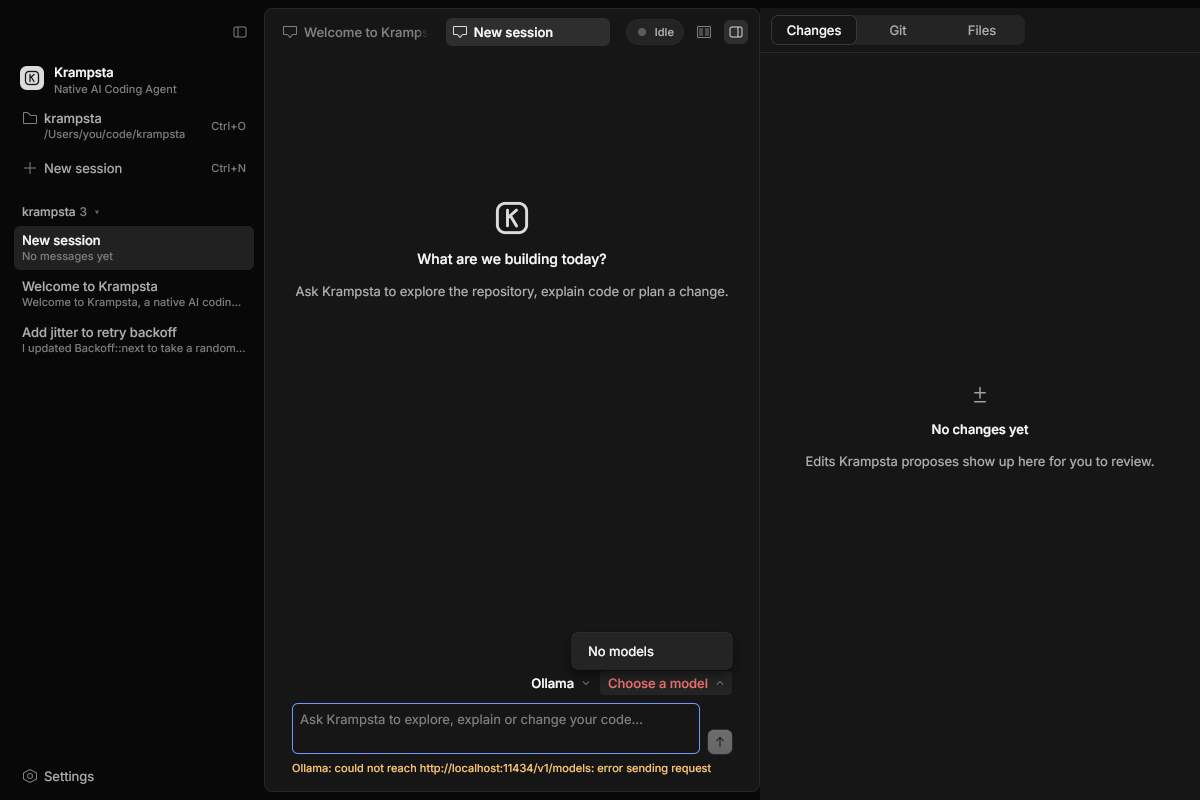 Krampsta
Native AI Coding Agent
krampsta
/Users/you/code/krampsta
Ctrl+O
New session
Ctrl+N
krampsta 3
New session
No messages yet
Welcome to Krampsta
Welcome to Krampsta, a native AI codin...
Add jitter to retry backoff
I updated Backoff::next to take a random...
Settings
Welcome to Kramps
New session
Idle
K
What are we building today?
Ask Krampsta to explore the repository, explain code or plan a change.
No models
Ollama
Choose a model
Ask Krampsta to explore, explain or change your code...
Ollama: could not reach http://localhost:11434/v1/models: error sending request
Changes
Git
Files
No changes yet
Edits Krampsta proposes show up here for you to review.